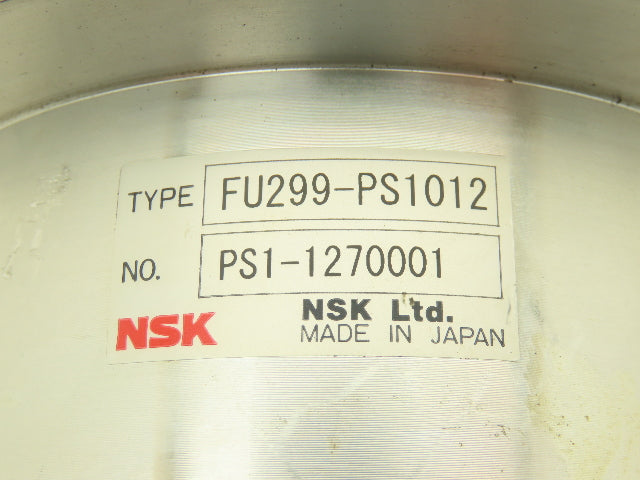 TYPE FU299-PS1012
NO. PS1-1270001
NSK NSK Ltd.
MADE IN JAPAN